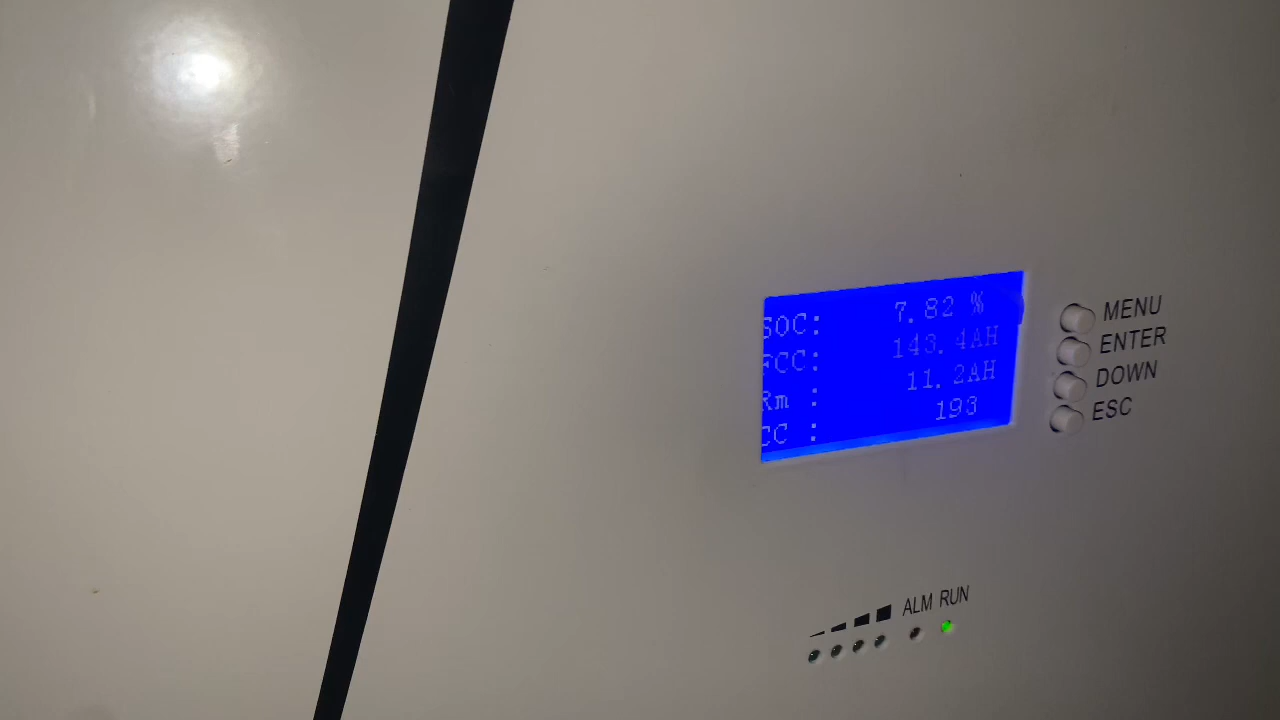 SOC: 7.82 %
FCC: 143.4AH
Rm : 11.2AH
CC : 193
MENU
ENTER
DOWN
ESC
ALM RUN